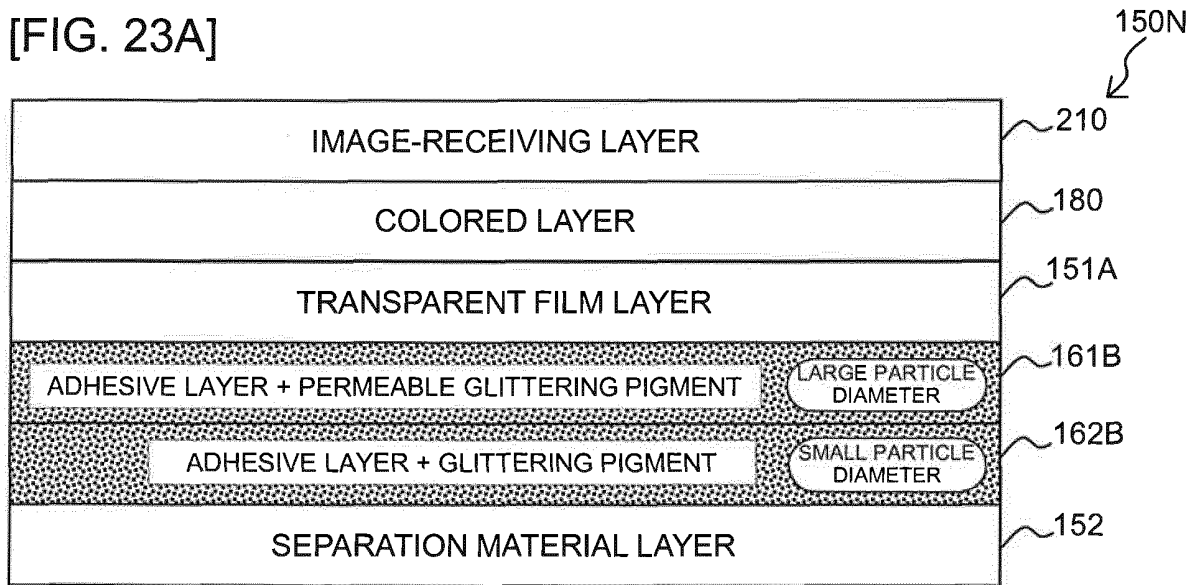 [FIG. 23A]
150N
IMAGE-RECEIVING LAYER
210
COLORED LAYER
180
TRANSPARENT FILM LAYER
151A
ADHESIVE LAYER + PERMEABLE GLITTERING PIGMENT
LARGE PARTICLE
DIAMETER
161B
ADHESIVE LAYER + GLITTERING PIGMENT
SMALL PARTICLE
DIAMETER
162B
SEPARATION MATERIAL LAYER
152